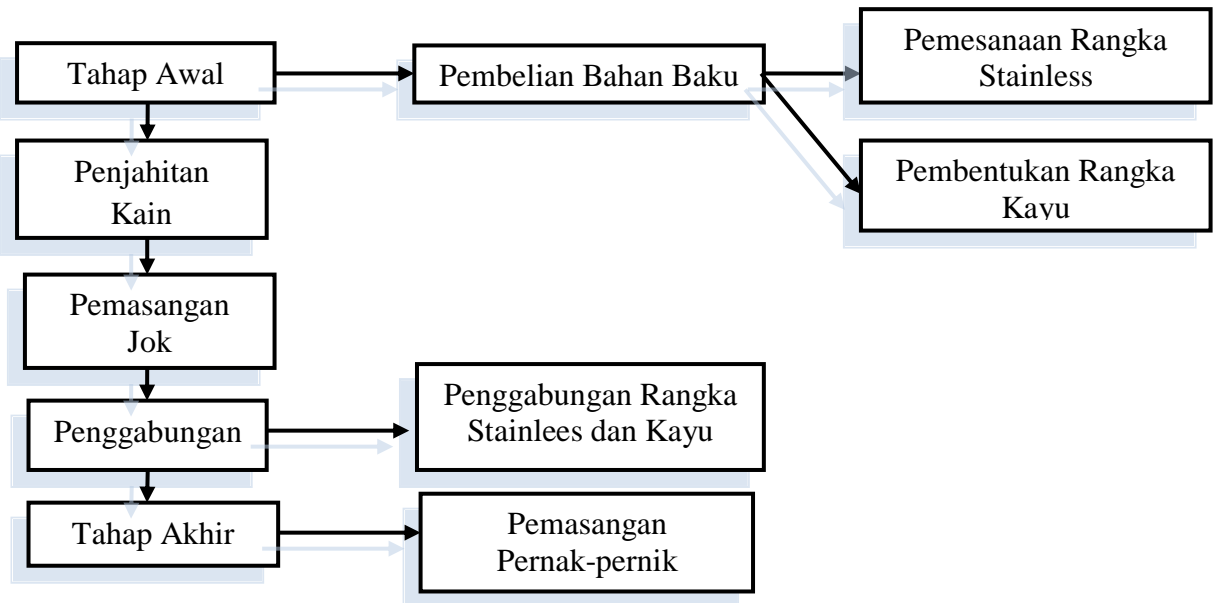 Tahap Awal
Pembelian Bahan Baku
Pemesanaan Rangka
Stainless
Pembentukan Rangka
Kayu
Penjahitan
Kain
Pemasangan
Jok
Penggabungan
Penggabungan Rangka
Stainlees dan Kayu
Tahap Akhir
Pemasangan
Pernak-pernik